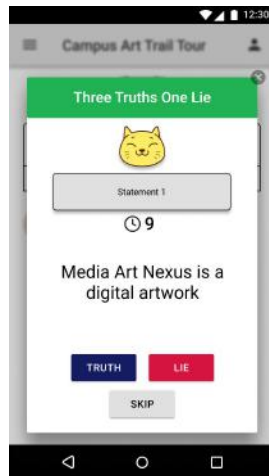 12:30
Campus Art Trail Tour
Three Truths One Lie
Statement 1
9
Media Art Nexus is a
digital artwork
TRUTH LIE
SKIP